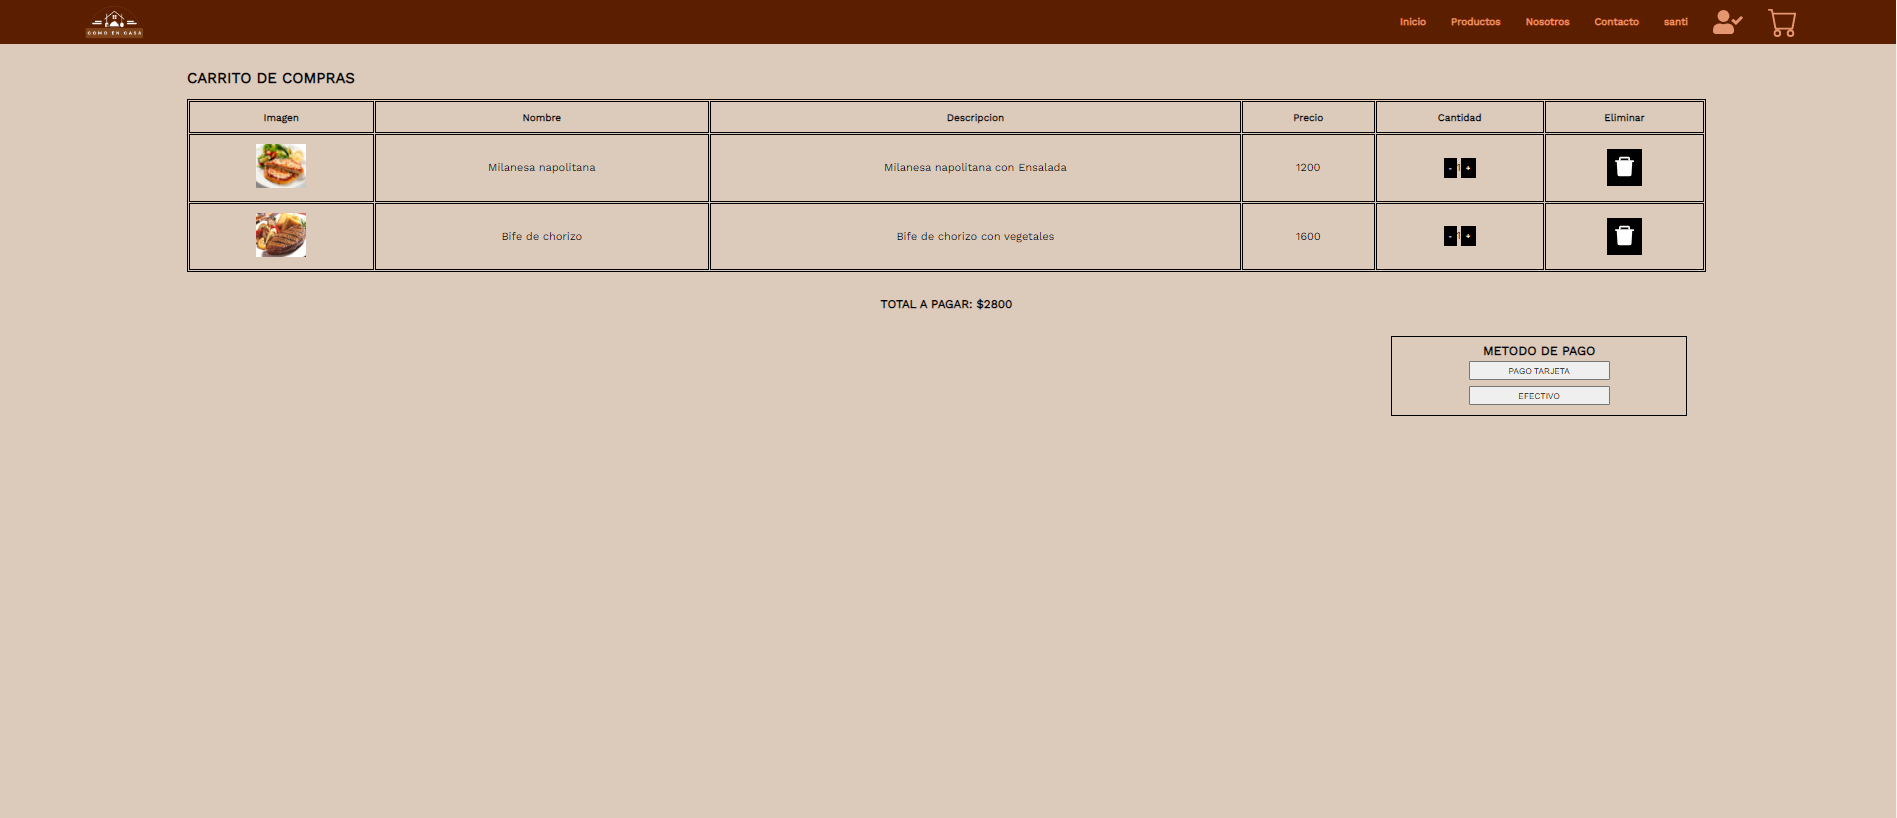 COMO EN CASA
Inicio Productos Nosotros Contacto santi
CARRITO DE COMPRAS
Imagen Nombre Descripcion Precio Cantidad Eliminar
Milanesa napolitana Milanesa napolitana con Ensalada 1200 - 1 +
Bife de chorizo Bife de chorizo con vegetales 1600 - 1 +
TOTAL A PAGAR: $2800
METODO DE PAGO
PAGO TARJETA
EFECTIVO